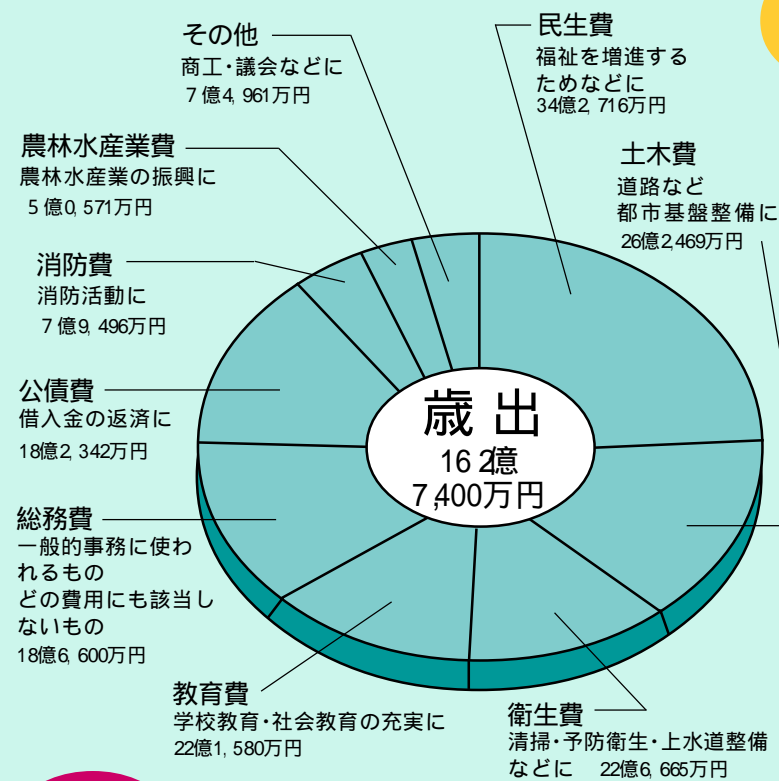 その他
商工・議会などに
7億4,961万円
民生費
福祉を増進する
ためなどに
34億2,716万円
農林水産業費
農林水産業の振興に
5億0,571万円
土木費
道路など
都市基盤整備に
26億2,469万円
消防費
消防活動に
7億9,496万円
公債費
借入金の返済に
18億2,342万円
歳出
162億
7,400万円
総務費
一般的事務に使わ
れるもの
どの費用にも該当し
ないもの
18億6,600万円
教育費
学校教育・社会教育の充実に
22億1,580万円
衛生費
清掃・予防衛生・上水道整備
などに 22億6,665万円